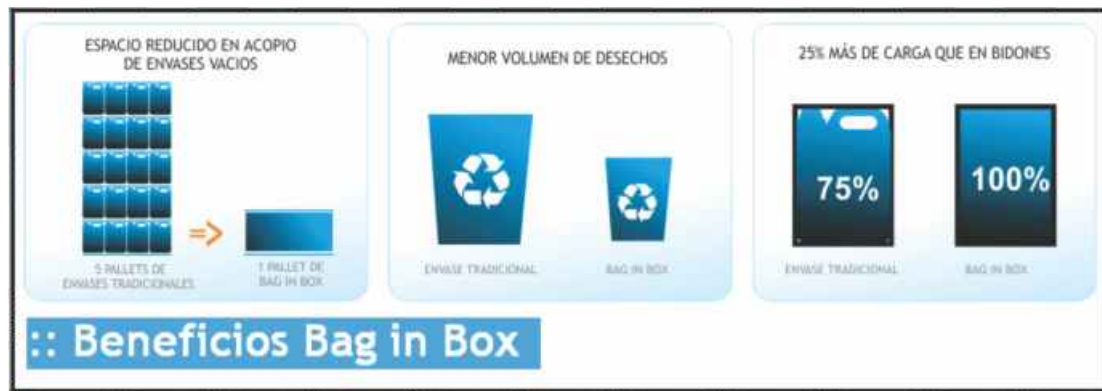 ESPACIO REDUCIDO EN ACOPIO
DE ENVASES VACIOS
5 PALLETS DE
ENVASES TRADICIONALES
=>
1 PALLET DE
BAG IN BOX
MENOR VOLUMEN DE DESECHOS
ENVASE TRADICIONAL
BAG IN BOX
25% MÁS DE CARGA QUE EN BIDONES
75%
100%
ENVASE TRADICIONAL
BAG IN BOX
:: Beneficios Bag in Box